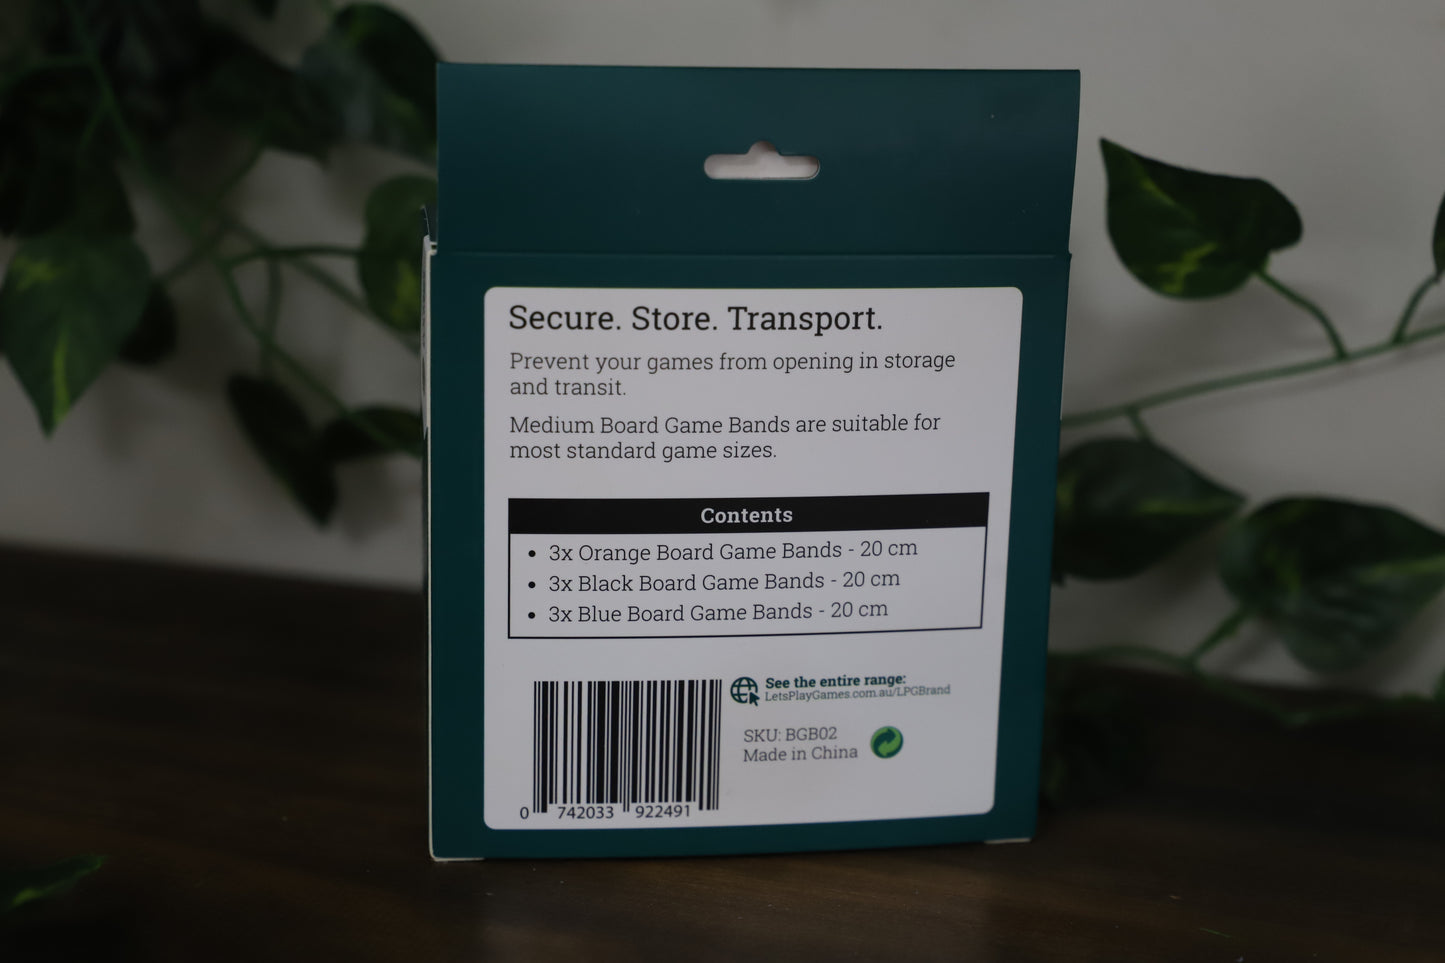 Secure. Store. Transport.
Prevent your games from opening in storage
and transit.
Medium Board Game Bands are suitable for
most standard game sizes.
Contents
• 3x Orange Board Game Bands - 20 cm
• 3x Black Board Game Bands - 20 cm
• 3x Blue Board Game Bands - 20 cm
See the entire range:
LetsPlayGames.com.au/LPGBrand
SKU: BGB02
Made in China
0 742033 922491